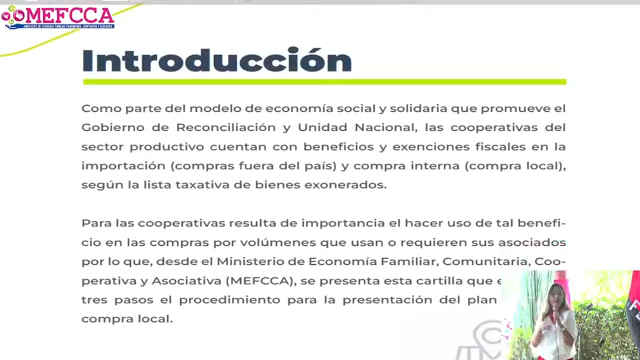 MEFCCA
Introducción
Como parte del modelo de economía social y solidaria que promueve el
Gobierno de Reconciliación y Unidad Nacional, las cooperativas del
sector productivo cuentan con beneficios y exenciones fiscales en la
importación (compras fuera del país) y compra interna (compra local),
según la lista taxativa de bienes exonerados.
Para las cooperativas resulta de importancia el hacer uso de tal benefi-
cio en las compras por volúmenes que usan o requieren sus asociados
por lo que, desde el Ministerio de Economía Familiar, Comunitaria, Coo-
perativa y Asociativa (MEFCCA), se presenta esta cartilla que
tres pasos el procedimiento para la presentación del plan
compra local.